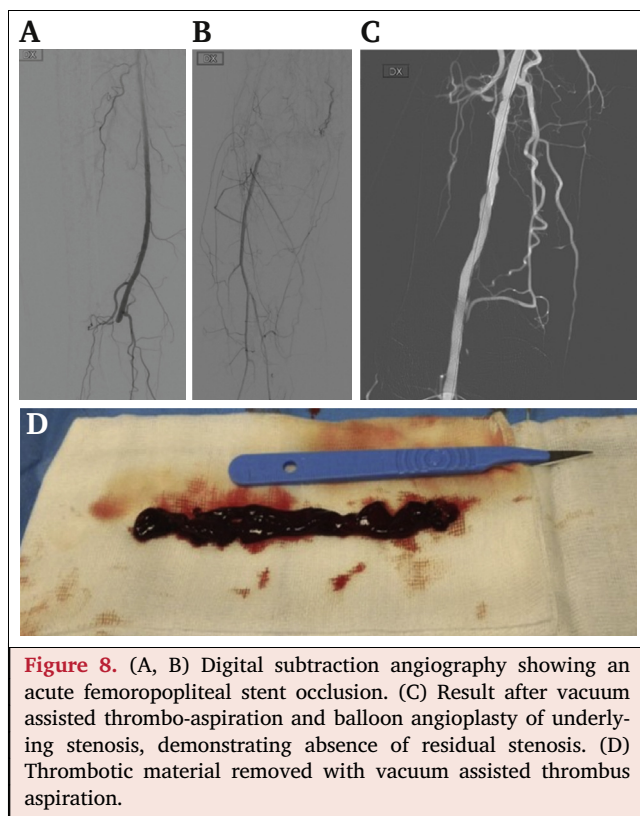 A
B
C
D
Figure 8. (A, B) Digital subtraction angiography showing an
acute femoropopliteal stent occlusion. (C) Result after vacuum
assisted thrombo-aspiration and balloon angioplasty of underly-
ing stenosis, demonstrating absence of residual stenosis. (D)
Thrombotic material removed with vacuum assisted thrombus
aspiration.